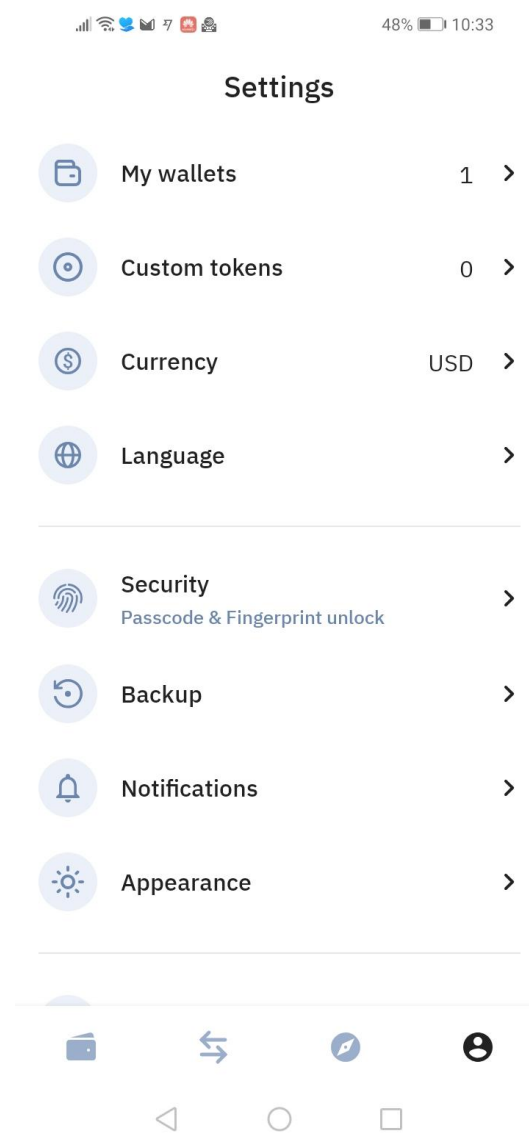 48% 10:33
Settings
My wallets 1
Custom tokens 0
Currency USD
Language
Security
Passcode & Fingerprint unlock
Backup
Notifications
Appearance